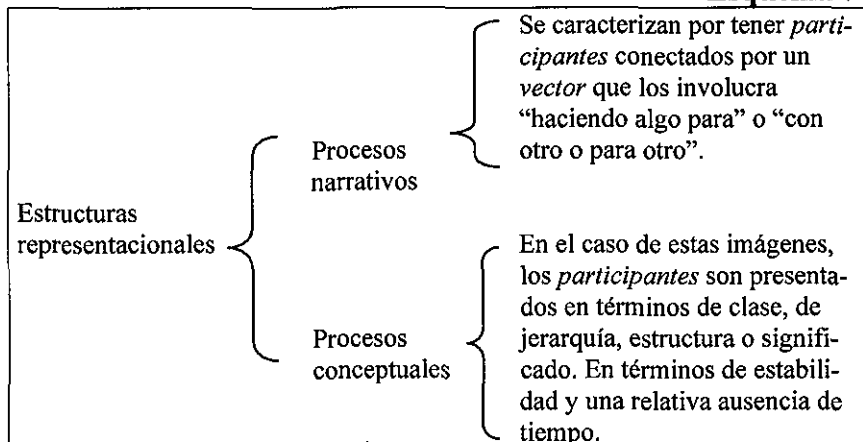 Estructuras
representacionales
Procesos
narrativos
Se caracterizan por tener parti-
cipantes conectados por un
vector que los involucra
“haciendo algo para” o “con
otro o para otro”.
Procesos
conceptuales
En el caso de estas imágenes,
los participantes son presenta-
dos en términos de clase, de
jerarquía, estructura o signifi-
cado. En términos de estabili-
dad y una relativa ausencia de
tiempo.